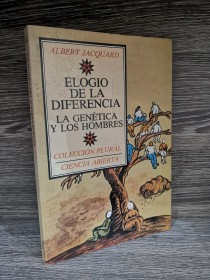 ALBERT JACQUARD
ELOGIO
DE LA
DIFERENCIA
LA GENÉTICA
Y LOS HOMBRES
COLECCIÓN PLURAL
CIENCIA ABIERTA